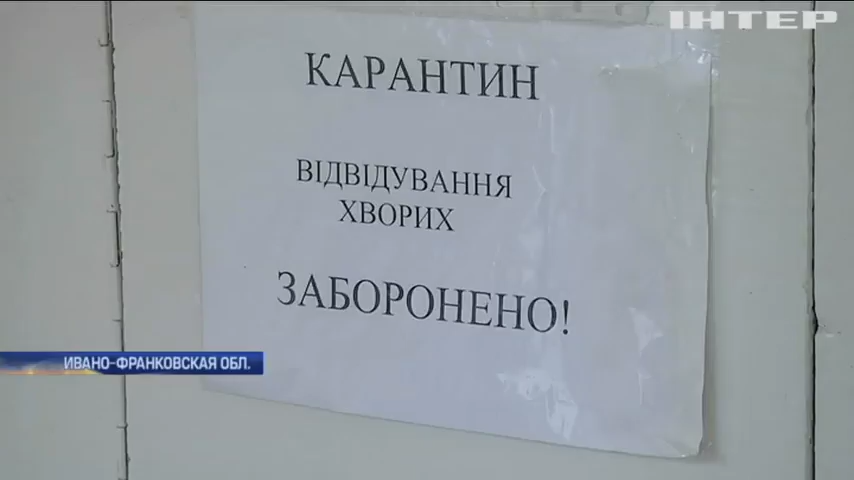 ІНТЕР
КАРАНТИН
ВІДВІДУВАННЯ
ХВОРИХ
ЗАБОРОНЕНО!
ИВАНО-ФРАНКОВСКАЯ ОБЛ.